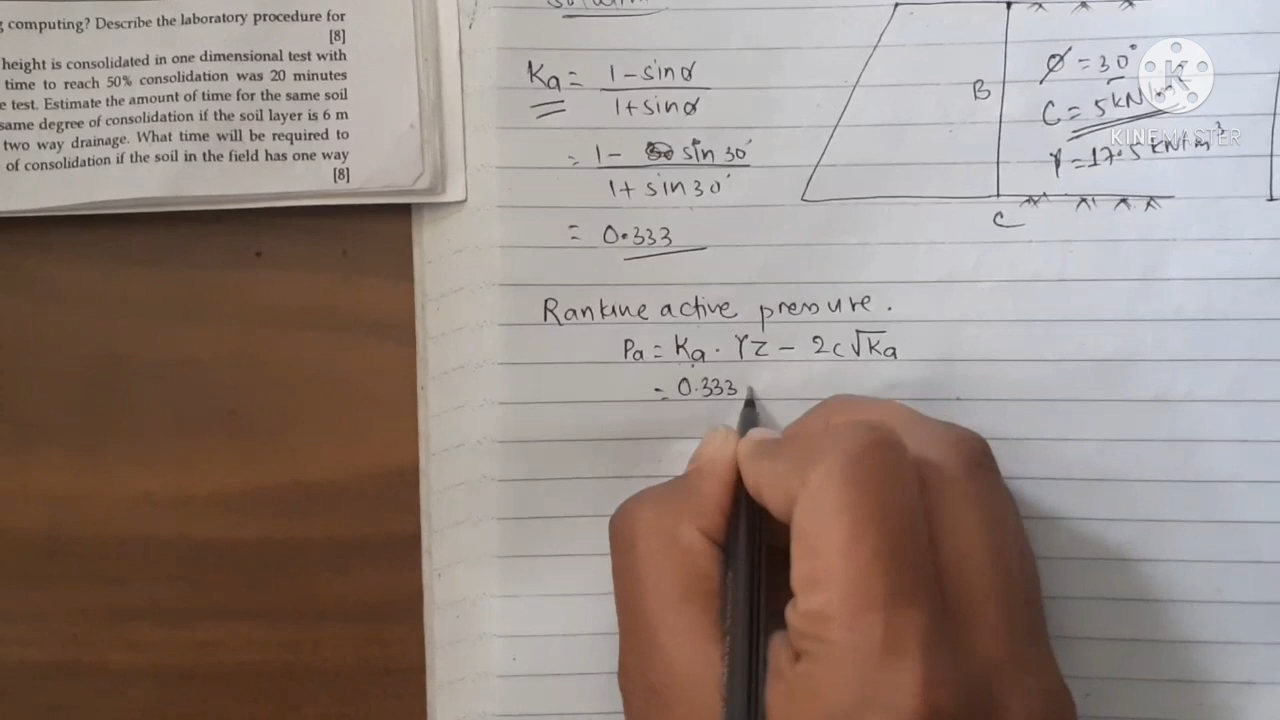 computing? Describe the laboratory procedure for
[8]
height is consolidated in one dimensional test with
time to reach 50% consolidation was 20 minutes
e test. Estimate the amount of time for the same soil
same degree of consolidation if the soil layer is 6 m
two way drainage. What time will be required to
of consolidation if the soil in the field has one way
[8]
Ka = 1 - sinφ
1 + sinφ
= 1 - sin 30°
1 + sin 30°
= 0.333
B
C
φ = 30°
C = 5 kN/m²
γ = 17.5 kN/m³
KINEMASTER
Rankine active pressure.
Pa = Ka . γz - 2c√Ka
= 0.333